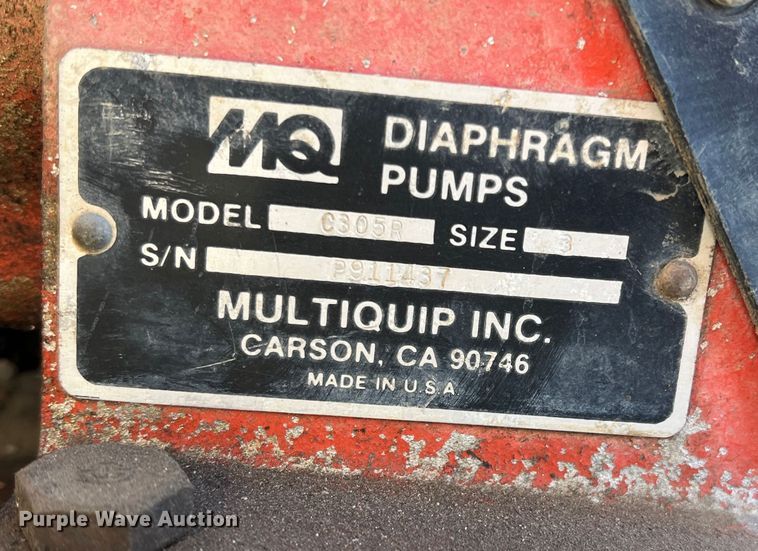 MQ DIAPHRAGM
PUMPS
MODEL C305R SIZE 3
S/N P911437
MULTIQUIP INC.
CARSON, CA 90746
MADE IN U.S.A
Purple Wave Auction